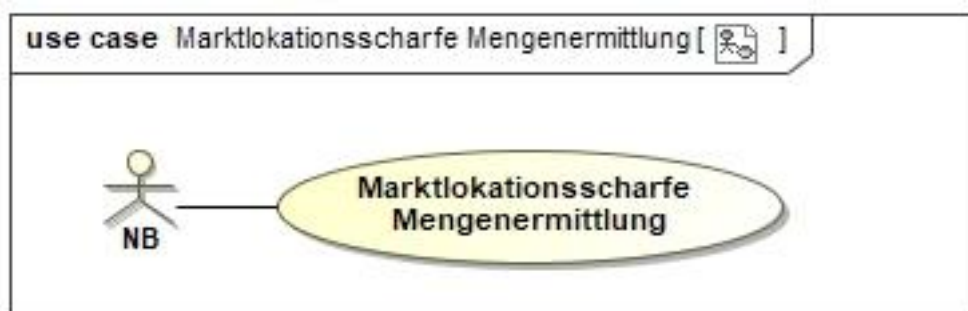 use case Marktlokationsscharfe Mengenermittlung [ ]
Marktlokationsscharfe
Mengenermittlung
NB